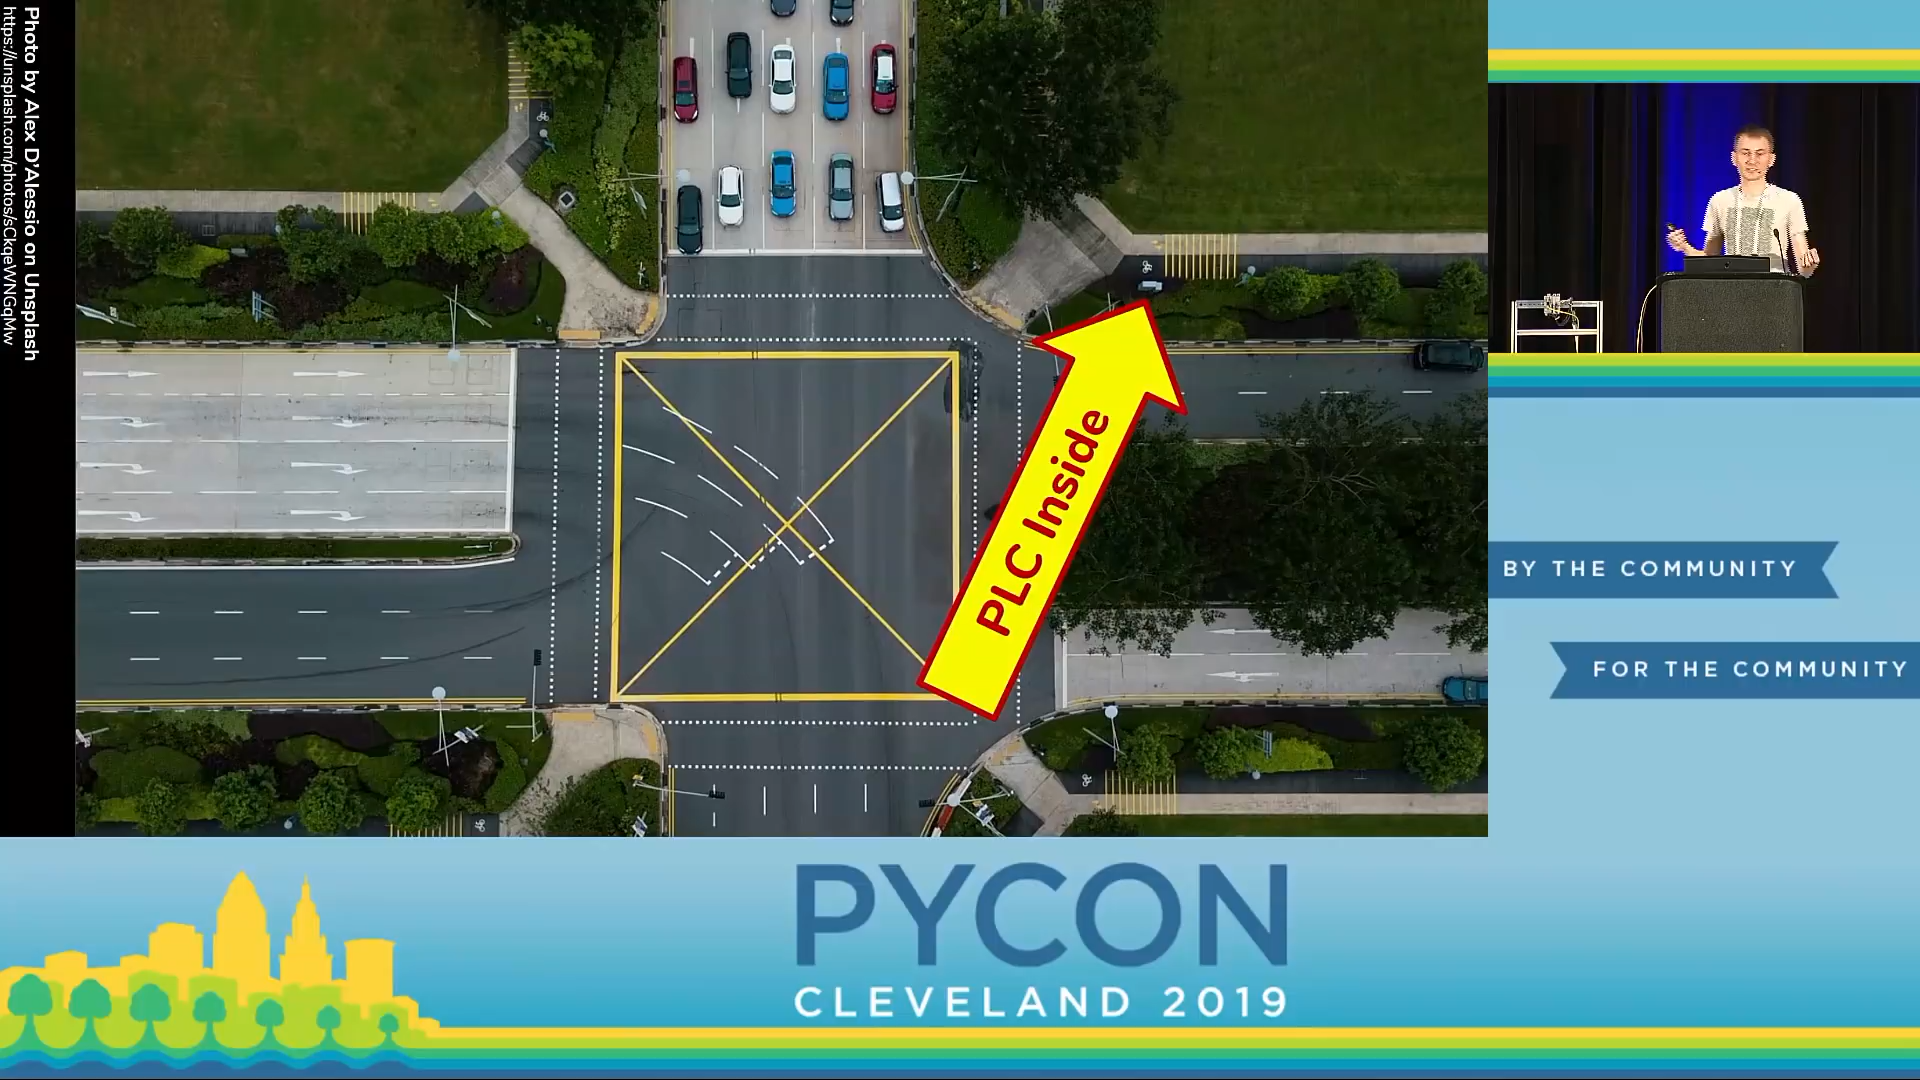 Photo by Alex D'Alessio on Unsplash
https://unsplash.com/photos/sCkqeWNGqMw
PLC Inside
BY THE COMMUNITY
FOR THE COMMUNITY
PYCON
CLEVELAND 2019